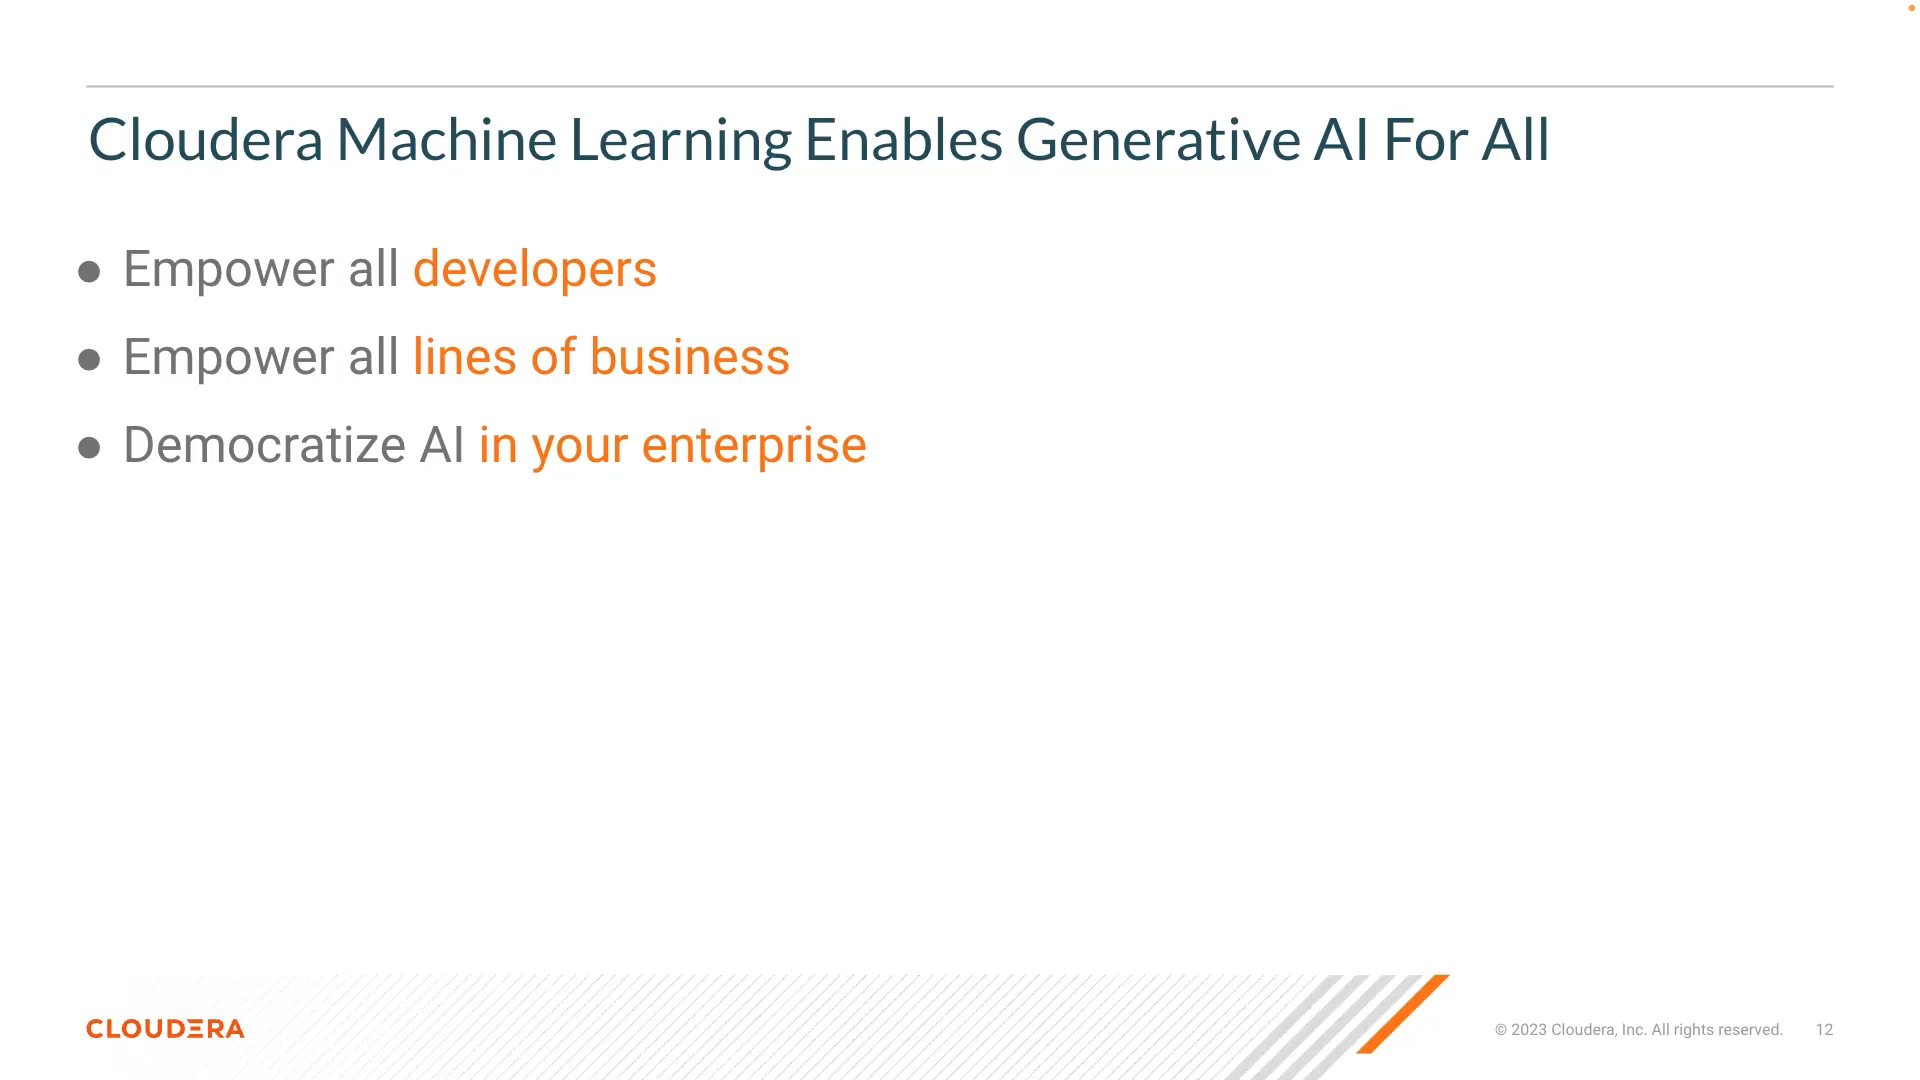 Cloudera Machine Learning Enables Generative AI For All
● Empower all developers
● Empower all lines of business
● Democratize AI in your enterprise
CLOUDERA
© 2023 Cloudera, Inc. All rights reserved. 12